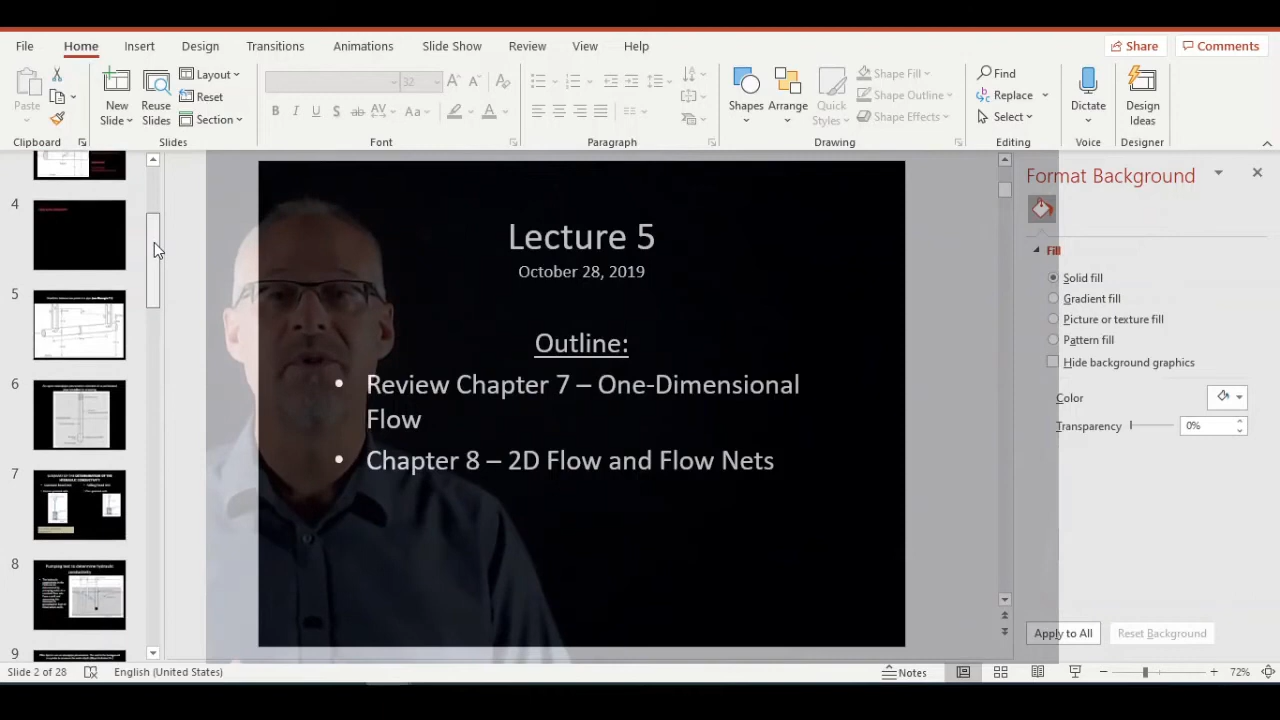 File Home Insert Design Transitions Animations Slide Show Review View Help Share Comments
Paste
New Slide
Reuse Slides
Layout
Reset
Section
32
Aa
Shapes Arrange Quick Styles
Shape Fill
Shape Outline
Shape Effects
Find
Replace
Select
Dictate
Design Ideas
Clipboard Slides Font Paragraph Drawing Editing Voice Designer
4
5
6
7
8
9
Lecture 5
October 28, 2019
Outline:
• Review Chapter 7 – One-Dimensional
Flow
• Chapter 8 – 2D Flow and Flow Nets
Format Background
Fill
Solid fill
Gradient fill
Picture or texture fill
Pattern fill
Hide background graphics
Color
Transparency 0%
Apply to All Reset Background
Slide 2 of 28 English (United States) Notes 72%